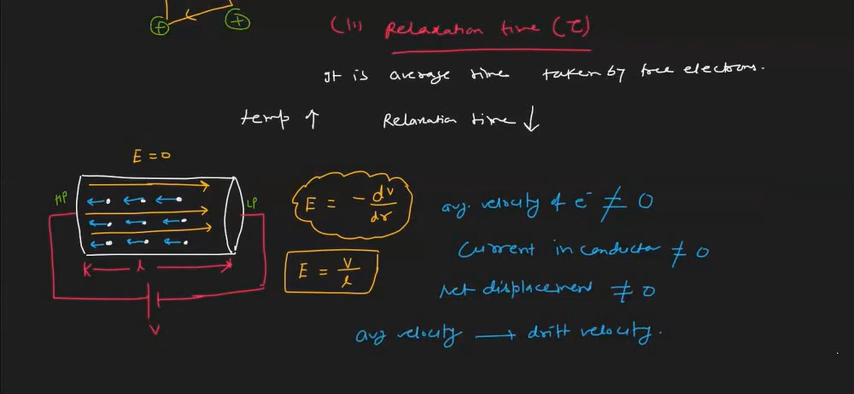 (11) Relaxation time (τ)
It is average time taken by free electrons.
temp ↑ Relaxation time ↓
E = 0
HP
LP
l
V
E = - dv/dr
E = V/l
avg. velocity of e⁻ ≠ 0
Current in conductor ≠ 0
Net displacement ≠ 0
avg velocity → drift velocity.